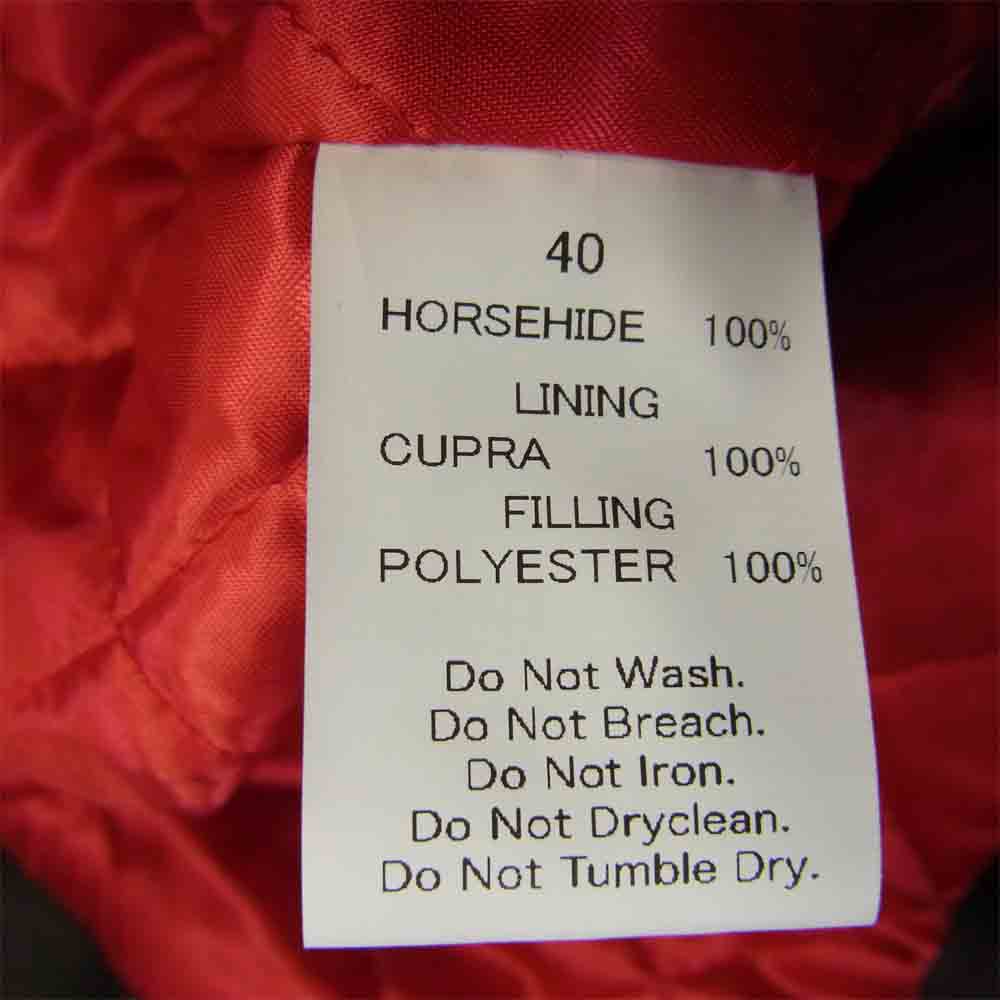 40
HORSEHIDE 100%
LINING
CUPRA 100%
FILLING
POLYESTER 100%
Do Not Wash.
Do Not Breach.
Do Not Iron.
Do Not Dryclean.
Do Not Tumble Dry.